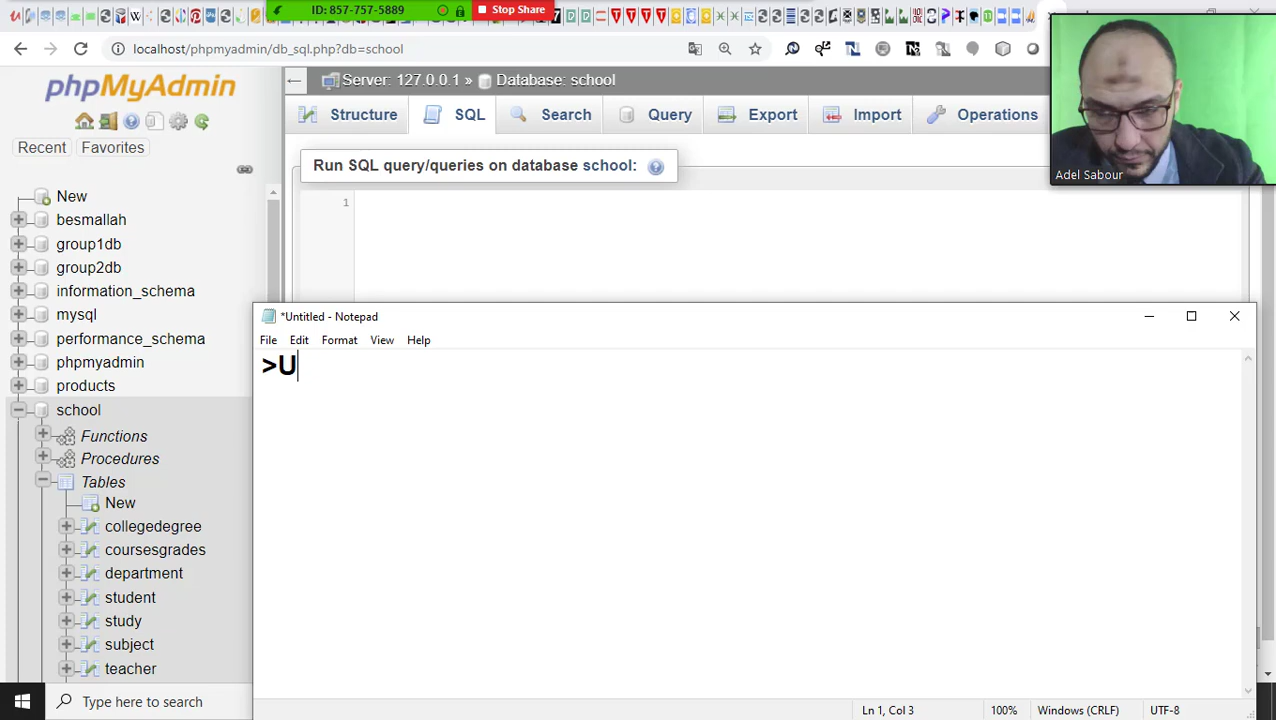 ID: 857-757-5889
Stop Share
localhost/phpmyadmin/db_sql.php?db=school
phpMyAdmin
Recent
Favorites
New
besmallah
group1db
group2db
information_schema
mysql
performance_schema
phpmyadmin
products
school
Functions
Procedures
Tables
New
collegedegree
coursesgrades
department
student
study
subject
teacher
Server: 127.0.0.1 » Database: school
Structure
SQL
Search
Query
Export
Import
Operations
Run SQL query/queries on database school:
1
Adel Sabour
*Untitled - Notepad
File Edit Format View Help
>U
Ln 1, Col 3
100%
Windows (CRLF)
UTF-8
Type here to search